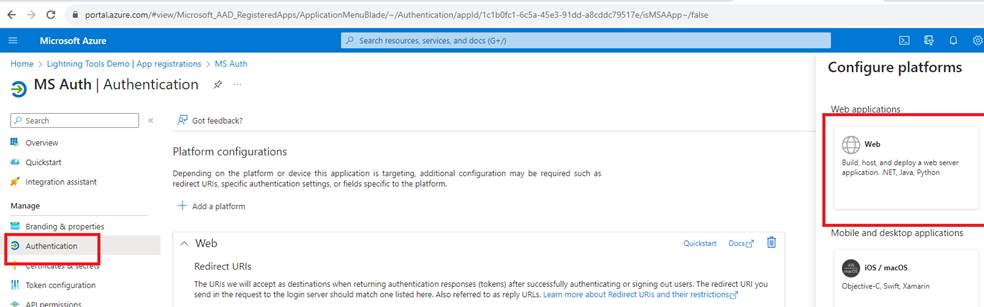 portal.azure.com/#view/Microsoft_AAD_RegisteredApps/ApplicationMenuBlade/~/Authentication/appId/1c1b0fc1-6c5a-45e3-91dd-a8cddc79517e/isMSAApp~/false
Microsoft Azure
Search resources, services, and docs (G+/)
Home > Lightning Tools Demo | App registrations > MS Auth
MS Auth | Authentication
Search
Overview
Quickstart
Integration assistant
Manage
Branding & properties
Authentication
Certificates & secrets
Token configuration
API permissions
Got feedback?
Platform configurations
Depending on the platform or device this application is targeting, additional configuration may be required such as
redirect URIs, specific authentication settings, or fields specific to the platform.
Add a platform
Web
Quickstart
Docs
Redirect URIs
The URIs we will accept as destinations when returning authentication responses (tokens) after successfully authenticating or signing out users. The redirect URI you
send in the request to the login server should match one listed here. Also referred to as reply URLs. Learn more about Redirect URIs and their restrictions
Configure platforms
Web applications
Web
Build, host, and deploy a web server
application. .NET, Java, Python
Mobile and desktop applications
iOS / macOS
Objective-C, Swift, Xamarin